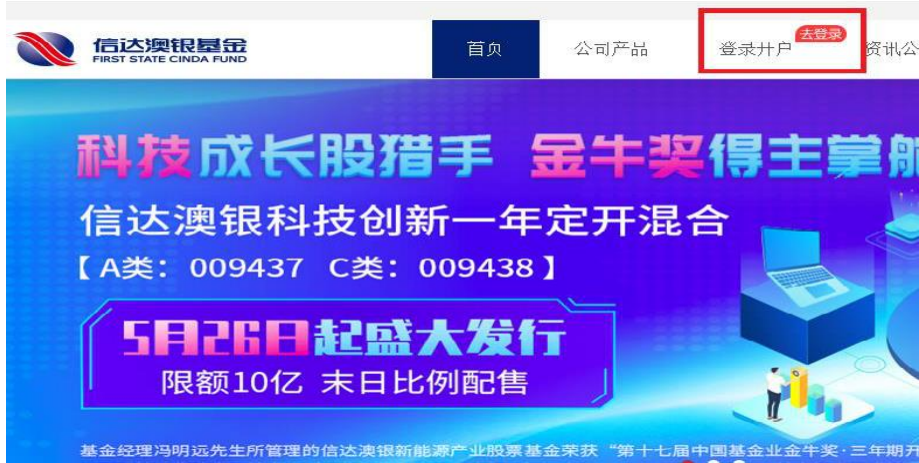 信达澳银基金
FIRST STATE CINDA FUND
首页
公司产品
登录开户
去登录
资讯公
科技成长股猎手 金牛奖得主掌航
信达澳银科技创新一年定开混合
【A类：009437 C类：009438】
5月26日起盛大发行
限额10亿 末日比例配售
基金经理冯明远先生所管理的信达澳银新能源产业股票基金荣获“第十七届中国基金业金牛奖·三年期开